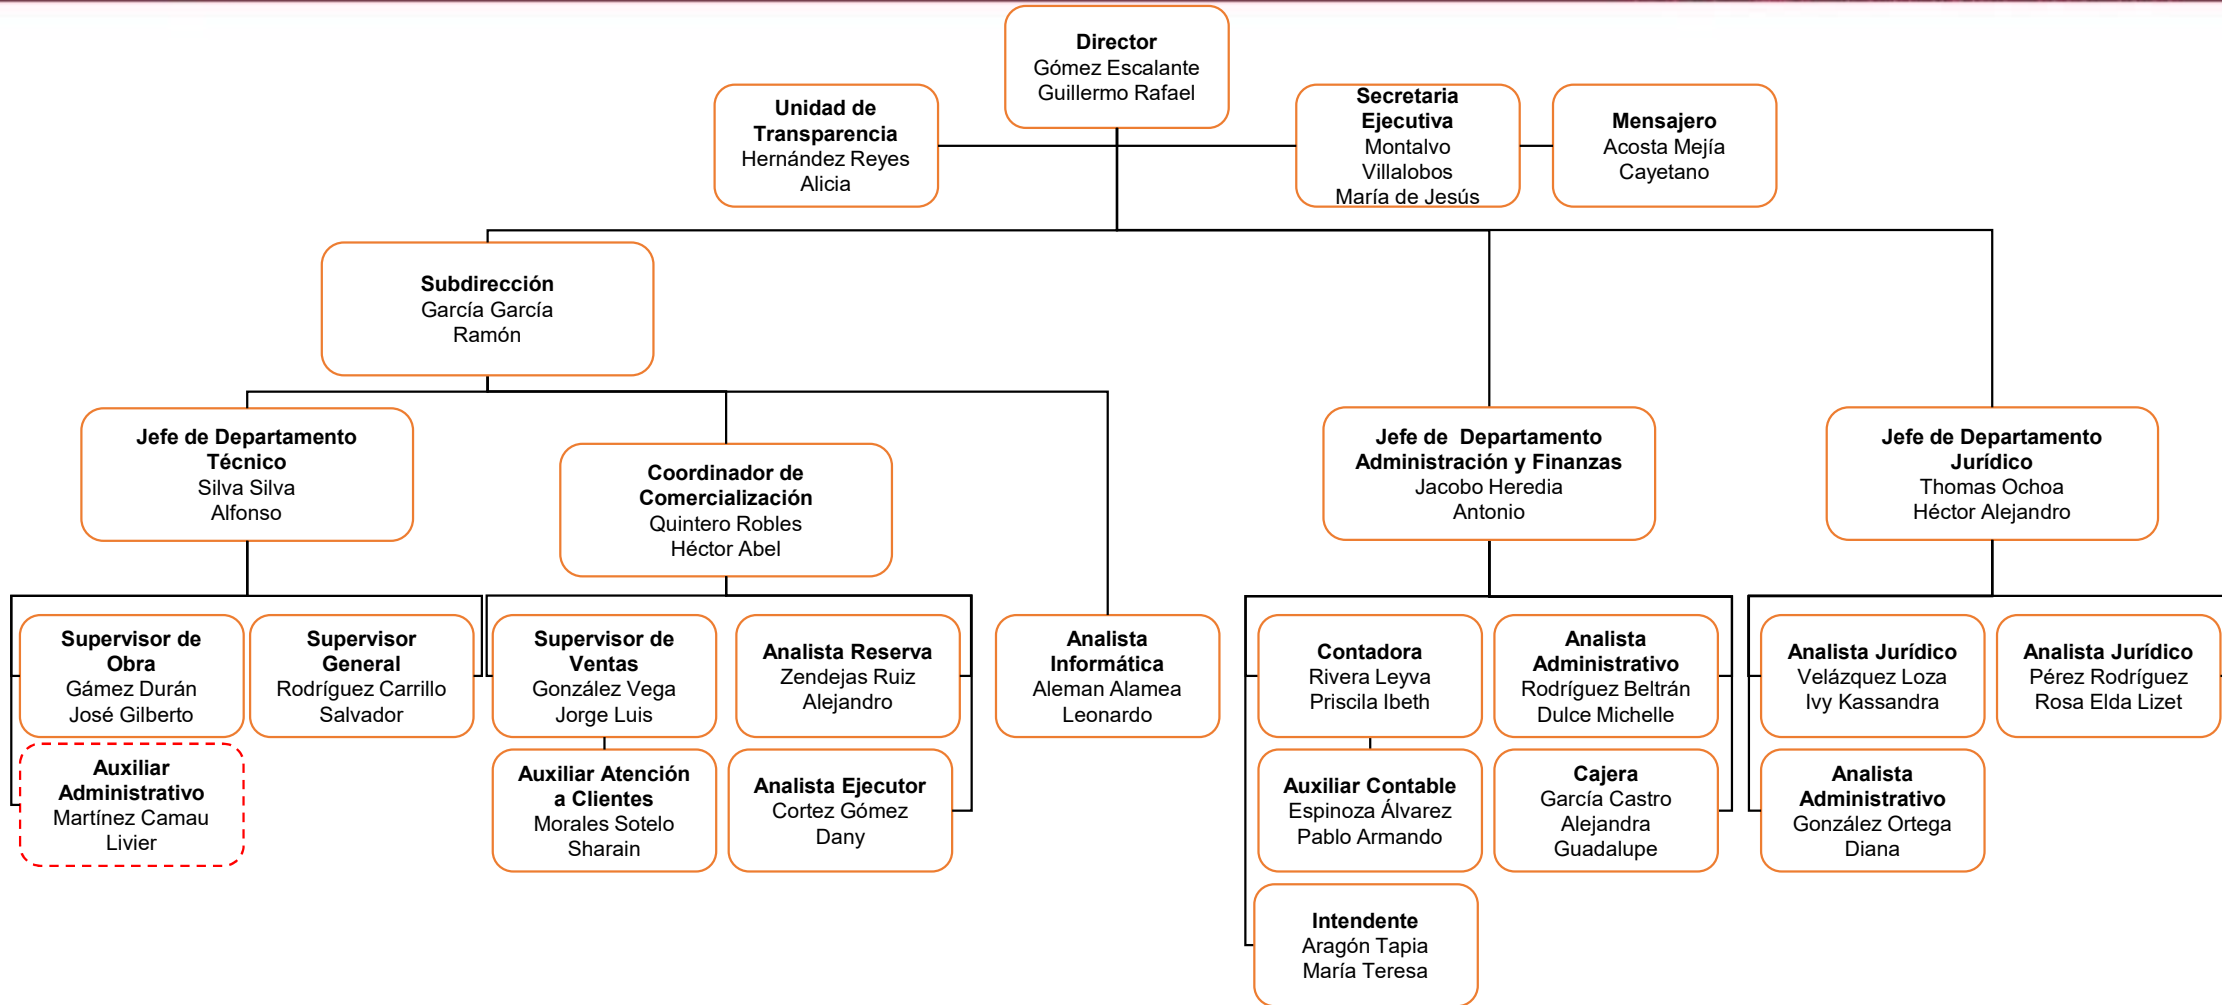 Director
Gómez Escalante
Guillermo Rafael
Unidad de
Transparencia
Hernández Reyes
Alicia
Secretaria
Ejecutiva
Montalvo
Villalobos
María de Jesús
Mensajero
Acosta Mejía
Cayetano
Subdirección
García García
Ramón
Jefe de Departamento
Técnico
Silva Silva
Alfonso
Coordinador de
Comercialización
Quintero Robles
Héctor Abel
Jefe de  Departamento
Administración y Finanzas
Jacobo Heredia
Antonio
Jefe de Departamento
Jurídico
Thomas Ochoa
Héctor Alejandro
Supervisor de
Obra
Gámez Durán
José Gilberto
Supervisor
General
Rodríguez Carrillo
Salvador
Supervisor de
Ventas
González Vega
Jorge Luis
Analista Reserva
Zendejas Ruiz
Alejandro
Analista
Informática
Aleman Alamea
Leonardo
Contadora
Rivera Leyva
Priscila Ibeth
Analista
Administrativo
Rodríguez Beltrán
Dulce Michelle
Analista Jurídico
Velázquez Loza
Ivy Kassandra
Analista Jurídico
Pérez Rodríguez
Rosa Elda Lizet
Auxiliar
Administrativo
Martínez Camau
Livier
Auxiliar Atención
a Clientes
Morales Sotelo
Sharain
Analista Ejecutor
Cortez Gómez
Dany
Auxiliar Contable
Espinoza Álvarez
Pablo Armando
Cajera
García Castro
Alejandra
Guadalupe
Analista
Administrativo
González Ortega
Diana
Intendente
Aragón Tapia
María Teresa